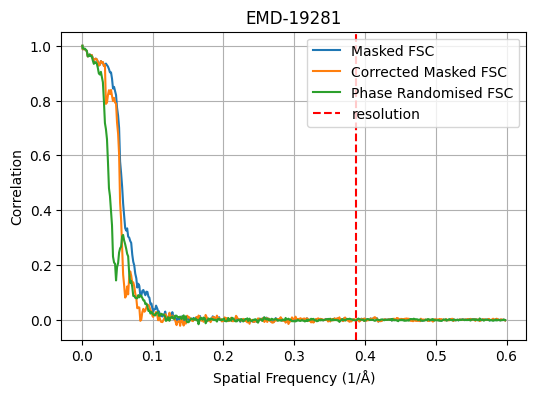 EMD-19281
Masked FSC
Corrected Masked FSC
Phase Randomised FSC
resolution
Correlation
1.0
0.8
0.6
0.4
0.2
0.0
0.0 0.1 0.2 0.3 0.4 0.5 0.6
Spatial Frequency (1/Å)